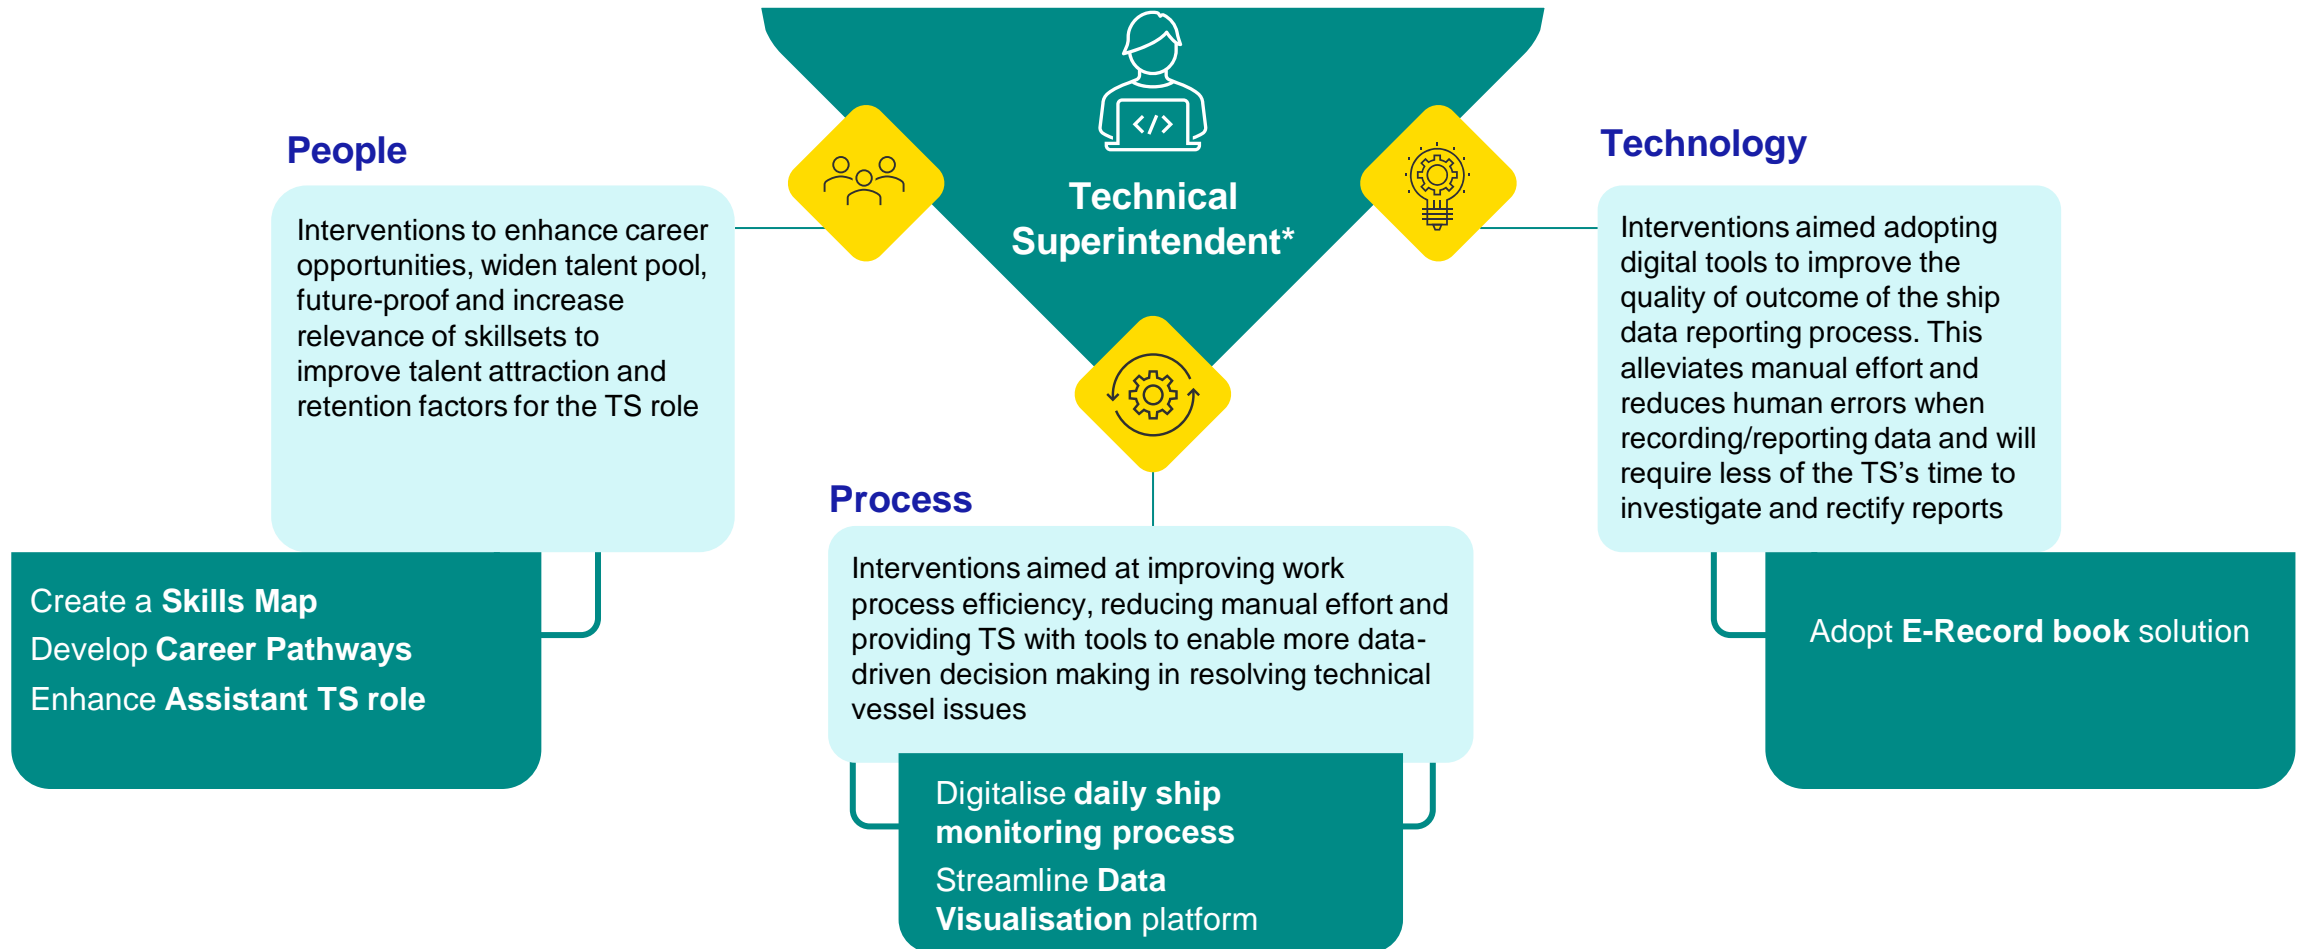 </>
Technical
Superintendent*
People
Interventions to enhance career
opportunities, widen talent pool,
future-proof and increase
relevance of skillsets to
improve talent attraction and
retention factors for the TS role
Create a Skills Map
Develop Career Pathways
Enhance Assistant TS role
Process
Interventions aimed at improving work
process efficiency, reducing manual effort and
providing TS with tools to enable more data-
driven decision making in resolving technical
vessel issues
Digitalise daily ship
monitoring process
Streamline Data
Visualisation platform
Technology
Interventions aimed adopting
digital tools to improve the
quality of outcome of the ship
data reporting process. This
alleviates manual effort and
reduces human errors when
recording/reporting data and will
require less of the TS’s time to
investigate and rectify reports
Adopt E-Record book solution